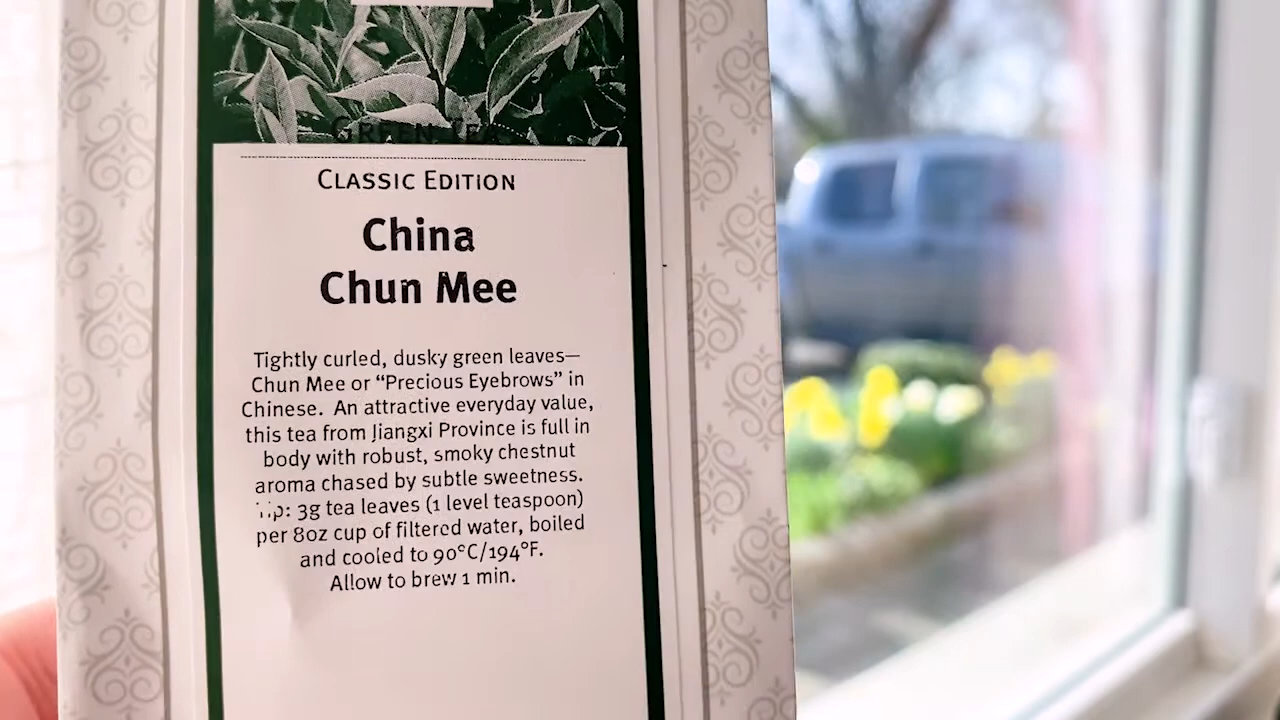 GREEN TEA
CLASSIC EDITION
China
Chun Mee
Tightly curled, dusky green leaves—
Chun Mee or “Precious Eyebrows” in
Chinese. An attractive everyday value,
this tea from Jiangxi Province is full in
body with robust, smoky chestnut
aroma chased by subtle sweetness.
Tip: 3g tea leaves (1 level teaspoon)
per 8oz cup of filtered water, boiled
and cooled to 90°C/194°F.
Allow to brew 1 min.